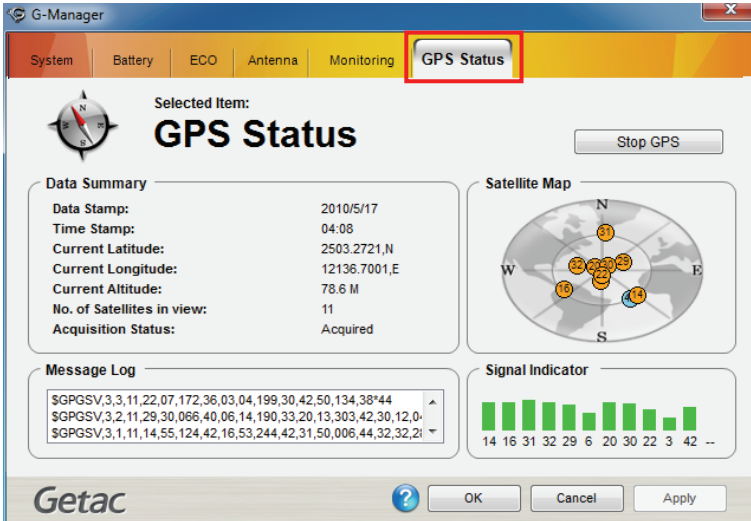 G-Manager
System Battery ECO Antenna Monitoring GPS Status
Selected Item:
GPS Status
Stop GPS
Data Summary
Data Stamp: 2010/5/17
Time Stamp: 04:08
Current Latitude: 2503.2721,N
Current Longitude: 12136.7001,E
Current Altitude: 78.6 M
No. of Satellites in view: 11
Acquisition Status: Acquired
Satellite Map
N
31
32 20 30 29
22
W E
16 14
S
Message Log
$GPGSV,3,3,11,22,07,172,36,03,04,199,30,42,50,134,38*44
$GPGSV,3,2,11,29,30,066,40,06,14,190,33,20,13,303,42,30,12,04
$GPGSV,3,1,11,14,55,124,42,16,53,244,42,31,50,006,44,32,32,28
Signal Indicator
14 16 31 32 29 6 20 30 22 3 42 --
Getac
? OK Cancel Apply